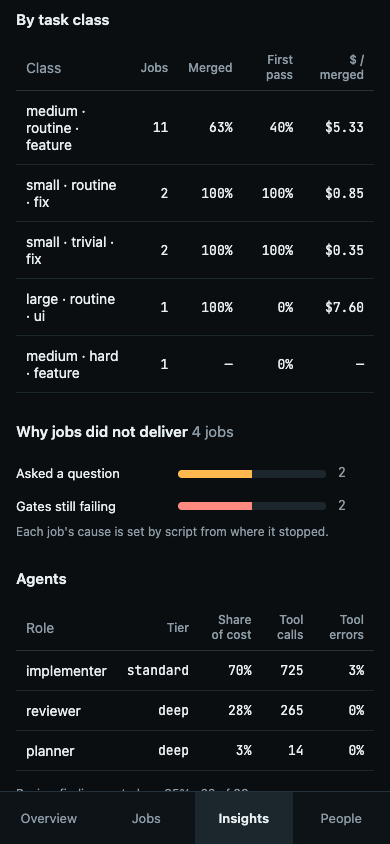 By task class
Class Jobs Merged First pass $ / merged
medium · routine · feature 11 63% 40% $5.33
small · routine · fix 2 100% 100% $0.85
small · trivial · fix 2 100% 100% $0.35
large · routine · ui 1 100% 0% $7.60
medium · hard · feature 1 — 0% —
Why jobs did not deliver 4 jobs
Asked a question 2
Gates still failing 2
Each job's cause is set by script from where it stopped.
Agents
Role Tier Share of cost Tool calls Tool errors
implementer standard 70% 725 3%
reviewer deep 28% 265 0%
planner deep 3% 14 0%
Overview Jobs Insights People